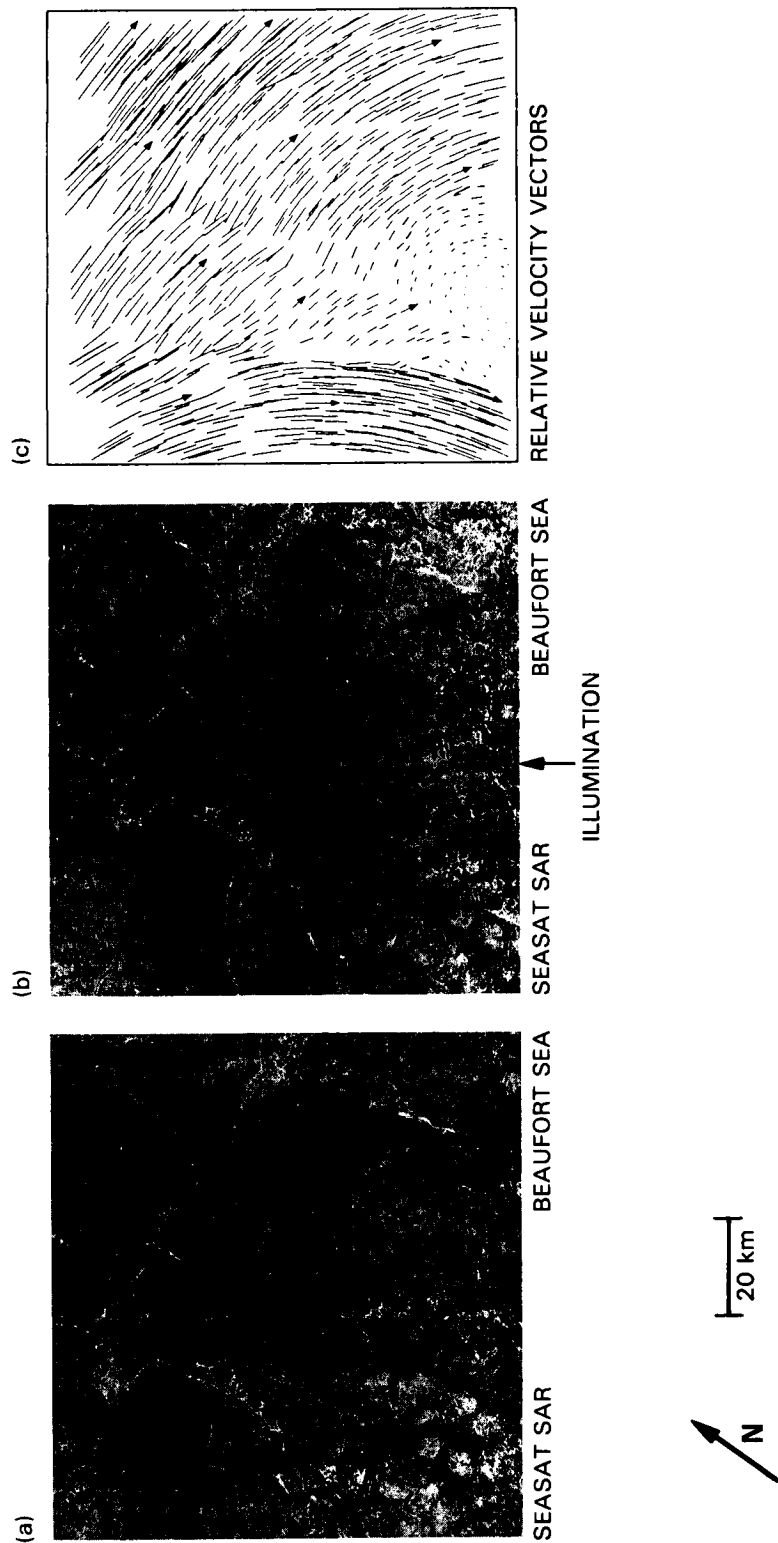 (a)
SEASAT SAR
BEAUFORT SEA
(b)
SEASAT SAR
BEAUFORT SEA
ILLUMINATION
(c)
RELATIVE VELOCITY VECTORS
N
20 km